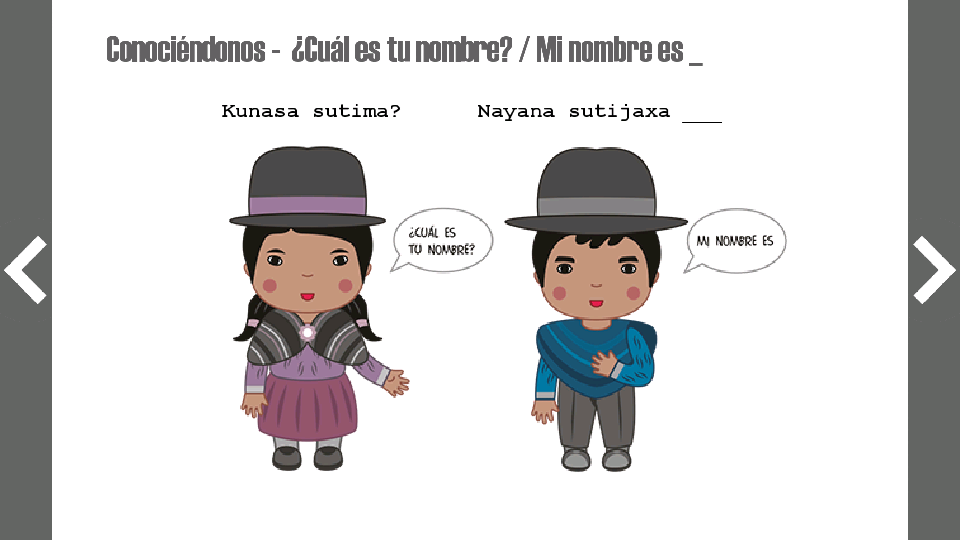 Conociéndonos - ¿Cuál es tu nombre? / Mi nombre es _
Kunasa sutima? Nayana sutijaxa ___
¿CUÁL ES
TU NOMBRE?
MI NOMBRE ES